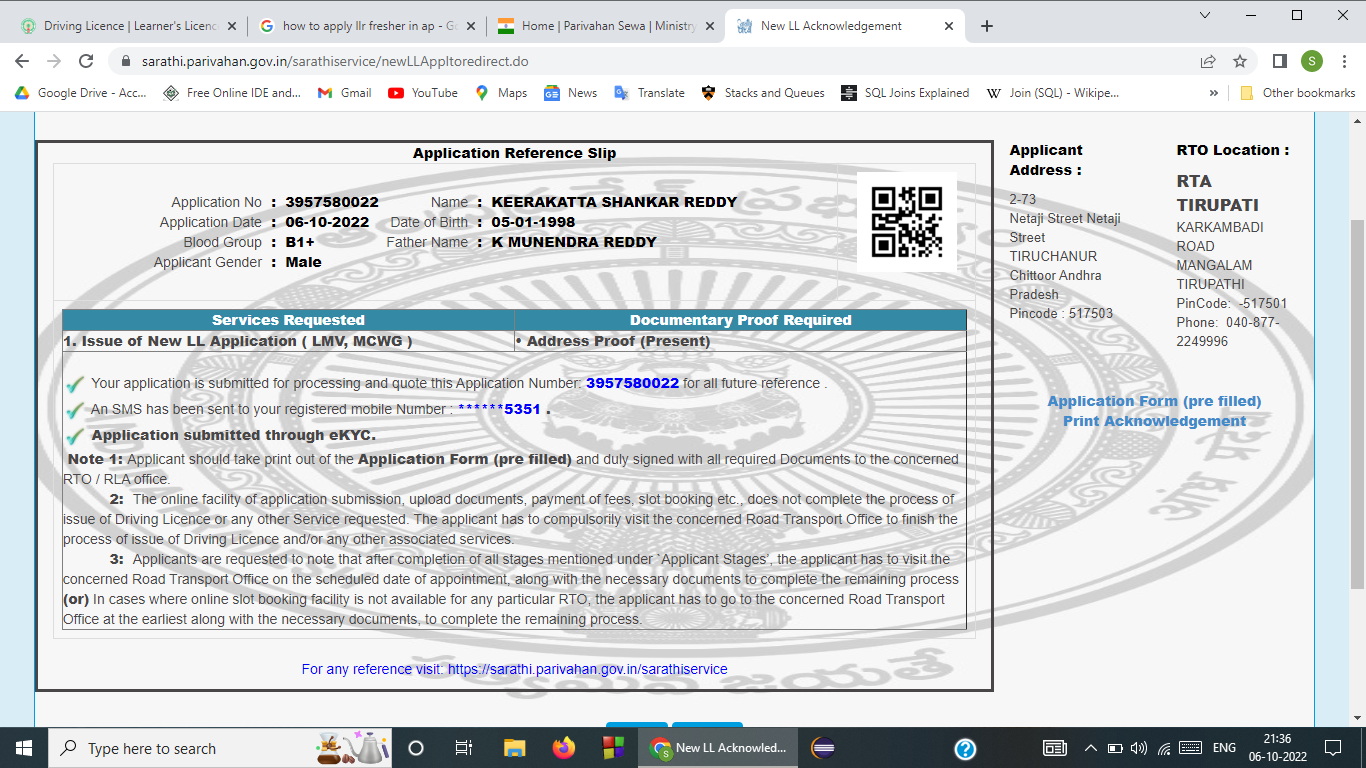 Driving Licence | Learner's Licenc
how to apply llr fresher in ap - Go
Home | Parivahan Sewa | Ministry
New LL Acknowledgement
sarathi.parivahan.gov.in/sarathiservice/newLLAppltoredirect.do
S
Google Drive - Acc...
Free Online IDE and...
Gmail
YouTube
Maps
News
Translate
Stacks and Queues
SQL Joins Explained
Join (SQL) - Wikipe...
»
Other bookmarks
Application Reference Slip
Application No : 3957580022 Name : KEERAKATTA SHANKAR REDDY
Application Date : 06-10-2022 Date of Birth : 05-01-1998
Blood Group : B1+ Father Name : K MUNENDRA REDDY
Applicant Gender : Male
Services Requested Documentary Proof Required
1. Issue of New LL Application ( LMV, MCWG ) • Address Proof (Present)
Your application is submitted for processing and quote this Application Number: 3957580022 for all future reference .
An SMS has been sent to your registered mobile Number : ******5351 .
Application submitted through eKYC.
Note 1: Applicant should take print out of the Application Form (pre filled) and duly signed with all required Documents to the concerned
RTO / RLA office.
2: The online facility of application submission, upload documents, payment of fees, slot booking etc., does not complete the process of
issue of Driving Licence or any other Service requested. The applicant has to compulsorily visit the concerned Road Transport Office to finish the
process of issue of Driving Licence and/or any other associated services.
3: Applicants are requested to note that after completion of all stages mentioned under `Applicant Stages', the applicant has to visit the
concerned Road Transport Office on the scheduled date of appointment, along with the necessary documents to complete the remaining process
(or) In cases where online slot booking facility is not available for any particular RTO, the applicant has to go to the concerned Road Transport
Office at the earliest along with the necessary documents, to complete the remaining process.
For any reference visit: https://sarathi.parivahan.gov.in/sarathiservice
Applicant
Address :
2-73
Netaji Street Netaji
Street
TIRUCHANUR
Chittoor Andhra
Pradesh
Pincode : 517503
RTO Location :
RTA
TIRUPATI
KARKAMBADI
ROAD
MANGALAM
TIRUPATHI
PinCode: -517501
Phone: 040-877-
2249996
Application Form (pre filled)
Print Acknowledgement
Type here to search
New LL Acknowled...
ENG
21:36
06-10-2022